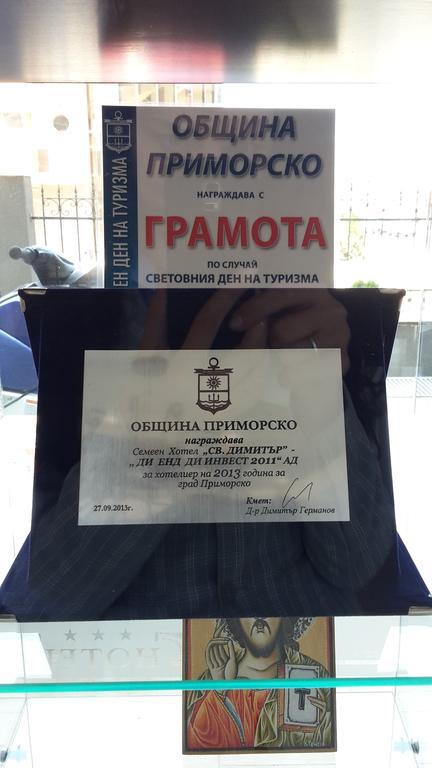 ОБЩИНА
ПРИМОРСКО
НАГРАЖДАВА С
ГРАМОТА
ПО СЛУЧАЙ
СВЕТОВНИЯ ДЕН НА ТУРИЗМА
ЕН ДЕН НА ТУРИЗМА
ОБЩИНА ПРИМОРСКО
награждава
Семеен Хотел „СВ. ДИМИТЪР" -
„ ДИ ЕНД ДИ ИНВЕСТ 2011" АД
за хотелиер на 2013 година за
град Приморско
Кмет:
27.09.2013г.
Д-р Димитър Германов
HOTEL